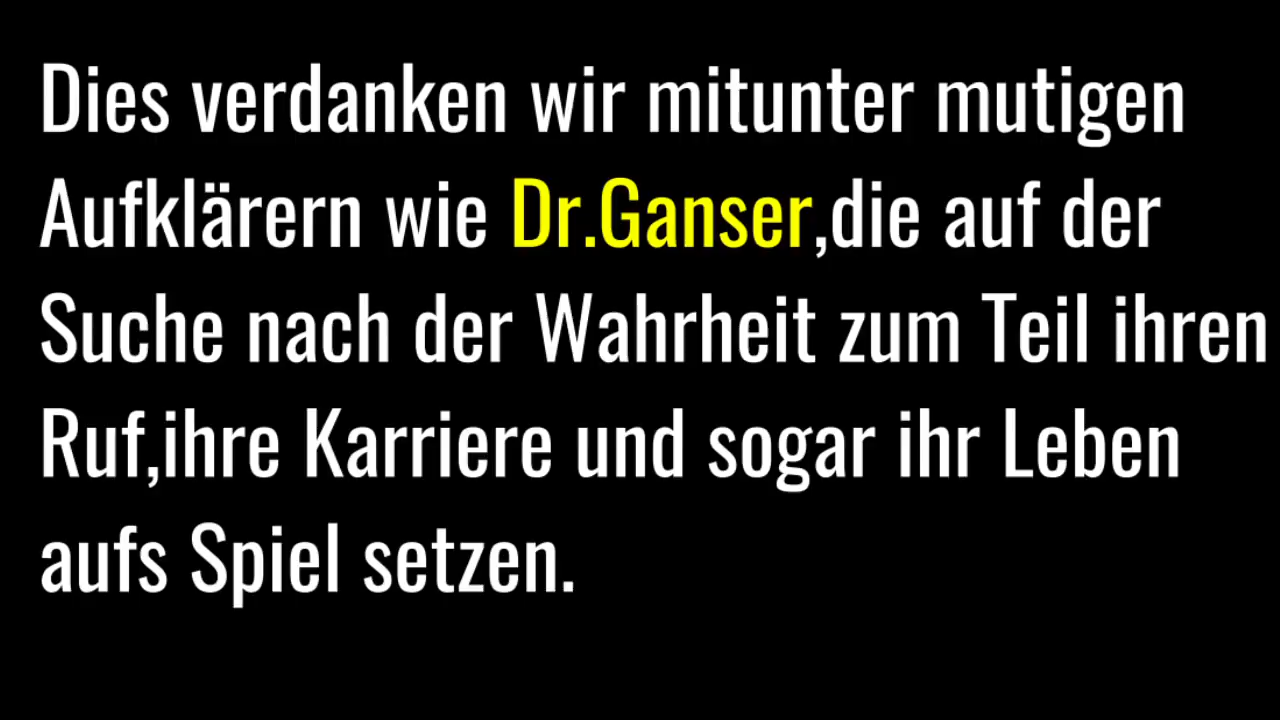 Dies verdanken wir mitunter mutigen
Aufklärern wie Dr.Ganser,die auf der
Suche nach der Wahrheit zum Teil ihren
Ruf,ihre Karriere und sogar ihr Leben
aufs Spiel setzen.